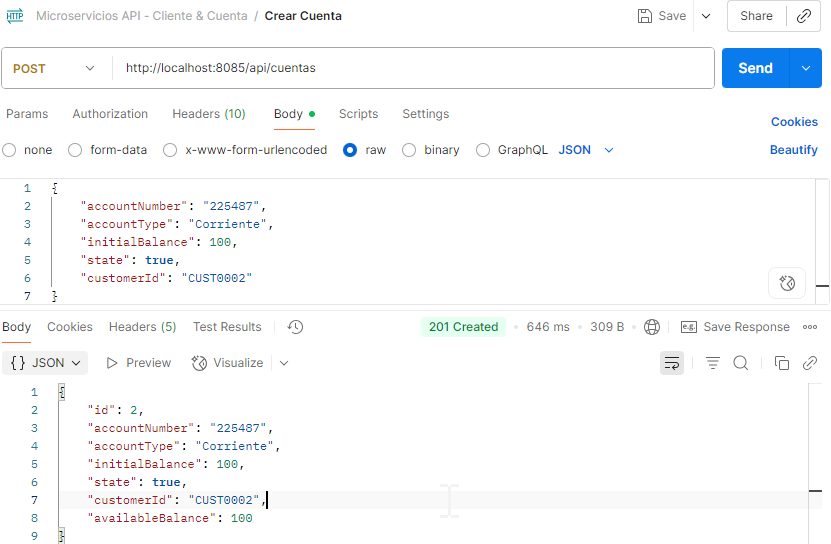 HTTP Microservicios API - Cliente & Cuenta / Crear Cuenta Save Share
POST http://localhost:8085/api/cuentas Send
Params Authorization Headers (10) Body Scripts Settings Cookies
none form-data x-www-form-urlencoded raw binary GraphQL JSON Beautify
1 {
2 "accountNumber": "225487",
3 "accountType": "Corriente",
4 "initialBalance": 100,
5 "state": true,
6 "customerId": "CUST0002"
7 }
Body Cookies Headers (5) Test Results 201 Created 646 ms 309 B e.g. Save Response
{} JSON Preview Visualize
1 {
2 "id": 2,
3 "accountNumber": "225487",
4 "accountType": "Corriente",
5 "initialBalance": 100,
6 "state": true,
7 "customerId": "CUST0002",
8 "availableBalance": 100
9 }